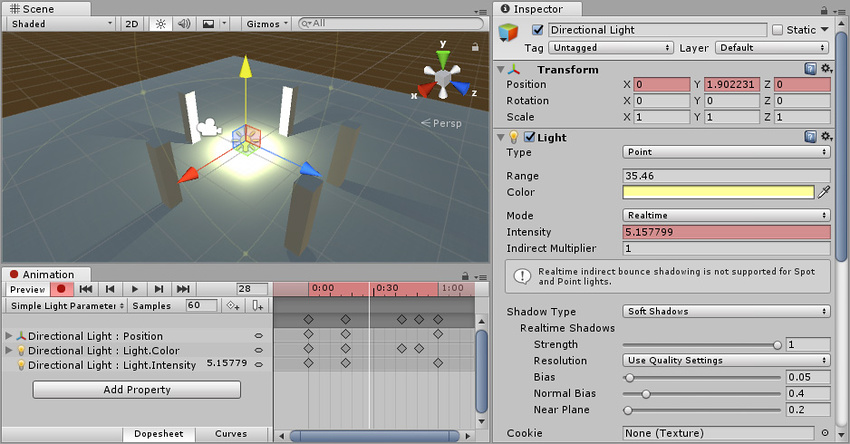 Scene
Shaded
2D
Gizmos
All
y
x
z
Persp
Animation
Preview
28
0:00
0:30
1:00
Simple Light Parameter
Samples
60
Directional Light : Position
Directional Light : Light.Color
Directional Light : Light.Intensity
5.15779
Add Property
Dopesheet
Curves
Inspector
Directional Light
Static
Tag
Untagged
Layer
Default
Transform
Position
X 0 Y 1.902231 Z 0
Rotation
X 0 Y 0 Z 0
Scale
X 1 Y 1 Z 1
Light
Type
Point
Range
35.46
Color
Mode
Realtime
Intensity
5.157799
Indirect Multiplier
1
Realtime indirect bounce shadowing is not supported for Spot
and Point lights.
Shadow Type
Soft Shadows
Realtime Shadows
Strength
1
Resolution
Use Quality Settings
Bias
0.05
Normal Bias
0.4
Near Plane
0.2
Cookie
None (Texture)